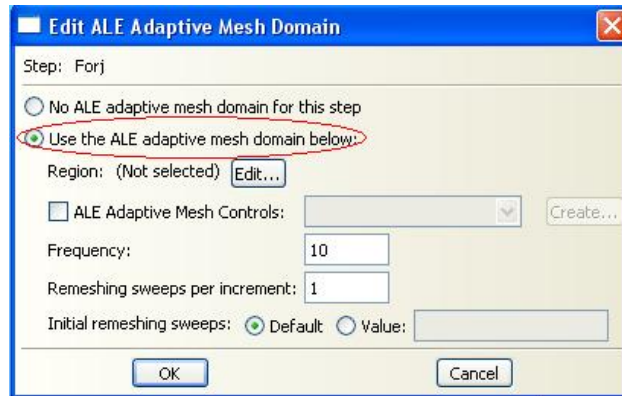 Edit ALE Adaptive Mesh Domain
Step: Forj
No ALE adaptive mesh domain for this step
Use the ALE adaptive mesh domain below:
Region: (Not selected) Edit...
ALE Adaptive Mesh Controls: Create...
Frequency: 10
Remeshing sweeps per increment: 1
Initial remeshing sweeps: Default Value:
OK Cancel